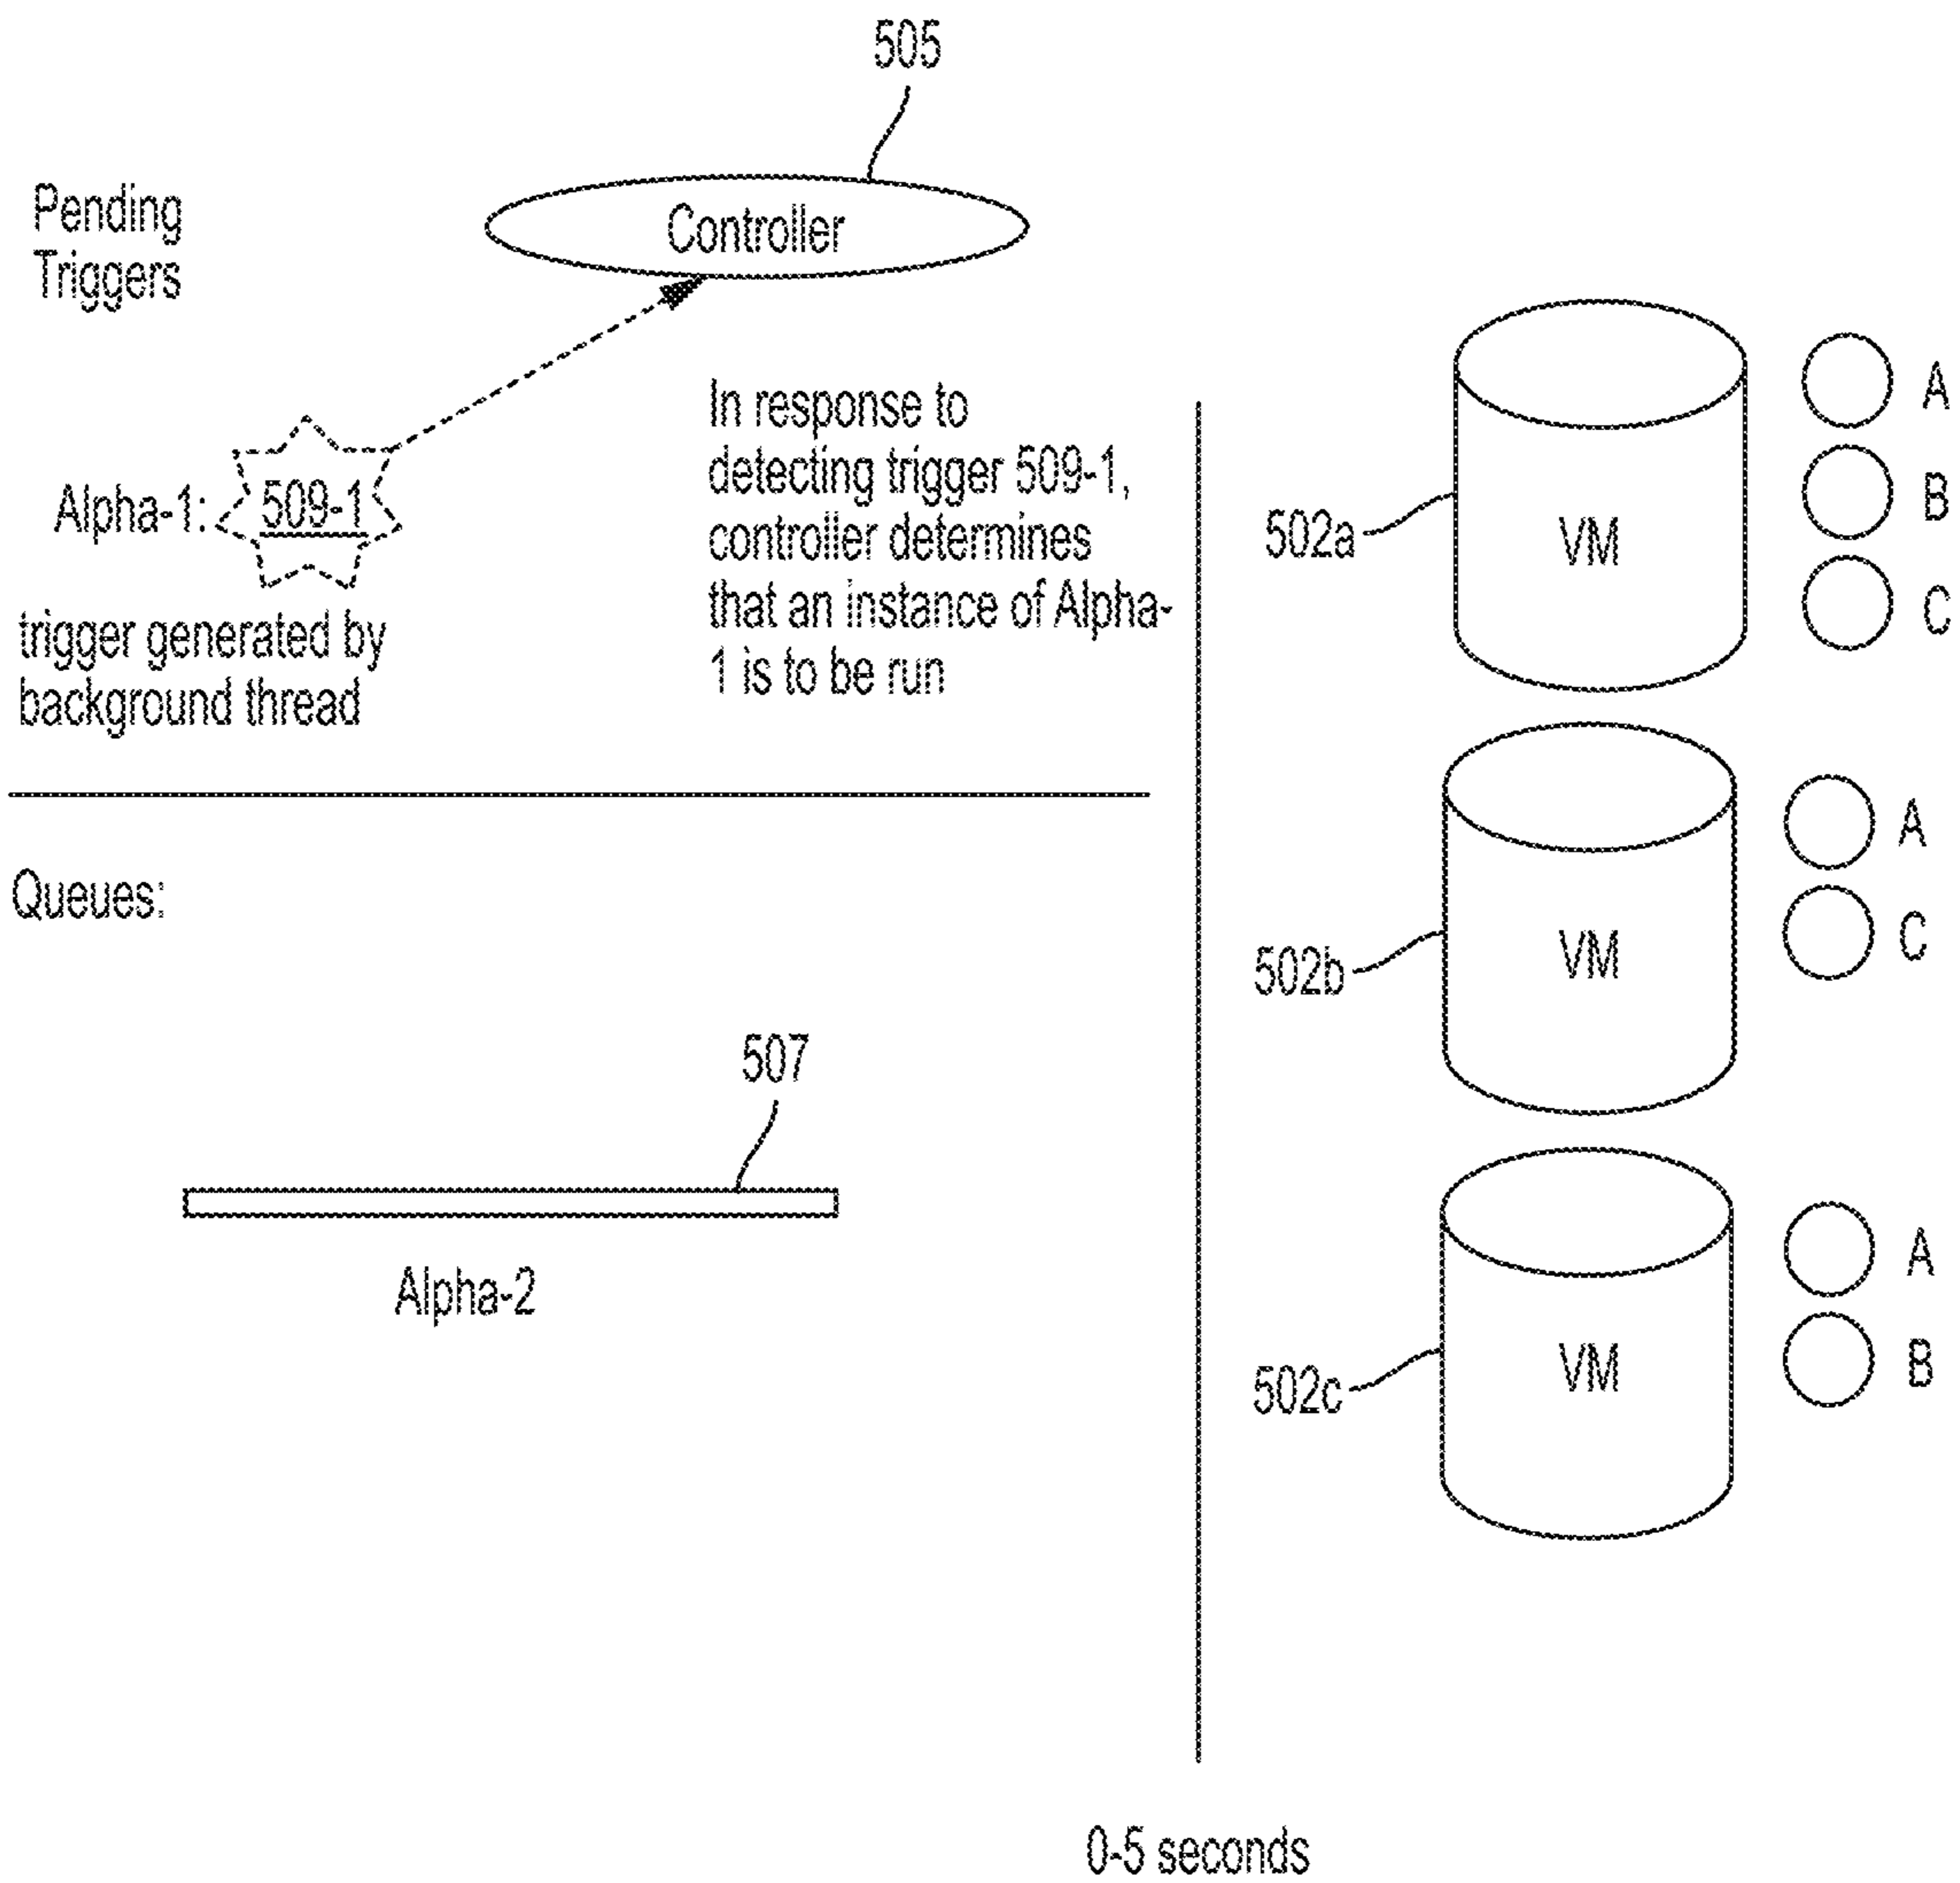 505
Pending
Triggers
Controller
In response to
detecting trigger 509-1,
controller determines
that an instance of Alpha-
1 is to be run
Alpha-1:
509-1
trigger generated by
background thread
Queues:
507
Alpha-2
502a
VM
A
B
C
502b
VM
A
C
502c
VM
A
B
0-5 seconds